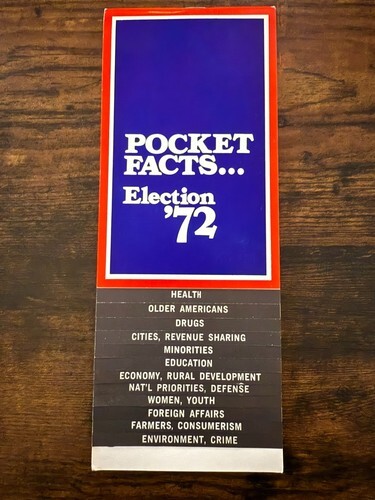 POCKET
FACTS...
Election
'72
HEALTH
OLDER AMERICANS
DRUGS
CITIES, REVENUE SHARING
MINORITIES
EDUCATION
ECONOMY, RURAL DEVELOPMENT
NAT'L PRIORITIES, DEFENSE
WOMEN, YOUTH
FOREIGN AFFAIRS
FARMERS, CONSUMERISM
ENVIRONMENT, CRIME